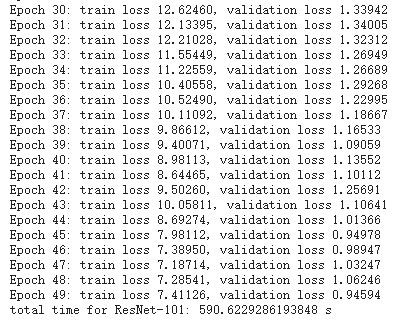 Epoch 30: train loss 12.62460, validation loss 1.33942
Epoch 31: train loss 12.13395, validation loss 1.34005
Epoch 32: train loss 12.21028, validation loss 1.32312
Epoch 33: train loss 11.55449, validation loss 1.26949
Epoch 34: train loss 11.22559, validation loss 1.26689
Epoch 35: train loss 10.40558, validation loss 1.29268
Epoch 36: train loss 10.52490, validation loss 1.22995
Epoch 37: train loss 10.11092, validation loss 1.18667
Epoch 38: train loss 9.86612, validation loss 1.16533
Epoch 39: train loss 9.40071, validation loss 1.09059
Epoch 40: train loss 8.98113, validation loss 1.13552
Epoch 41: train loss 8.64465, validation loss 1.10112
Epoch 42: train loss 9.50260, validation loss 1.25691
Epoch 43: train loss 10.05811, validation loss 1.10641
Epoch 44: train loss 8.69274, validation loss 1.01366
Epoch 45: train loss 7.98112, validation loss 0.94978
Epoch 46: train loss 7.38950, validation loss 0.98947
Epoch 47: train loss 7.18714, validation loss 1.03247
Epoch 48: train loss 7.28541, validation loss 1.06246
Epoch 49: train loss 7.41126, validation loss 0.94594
total time for ResNet-101: 590.6229286193848 s